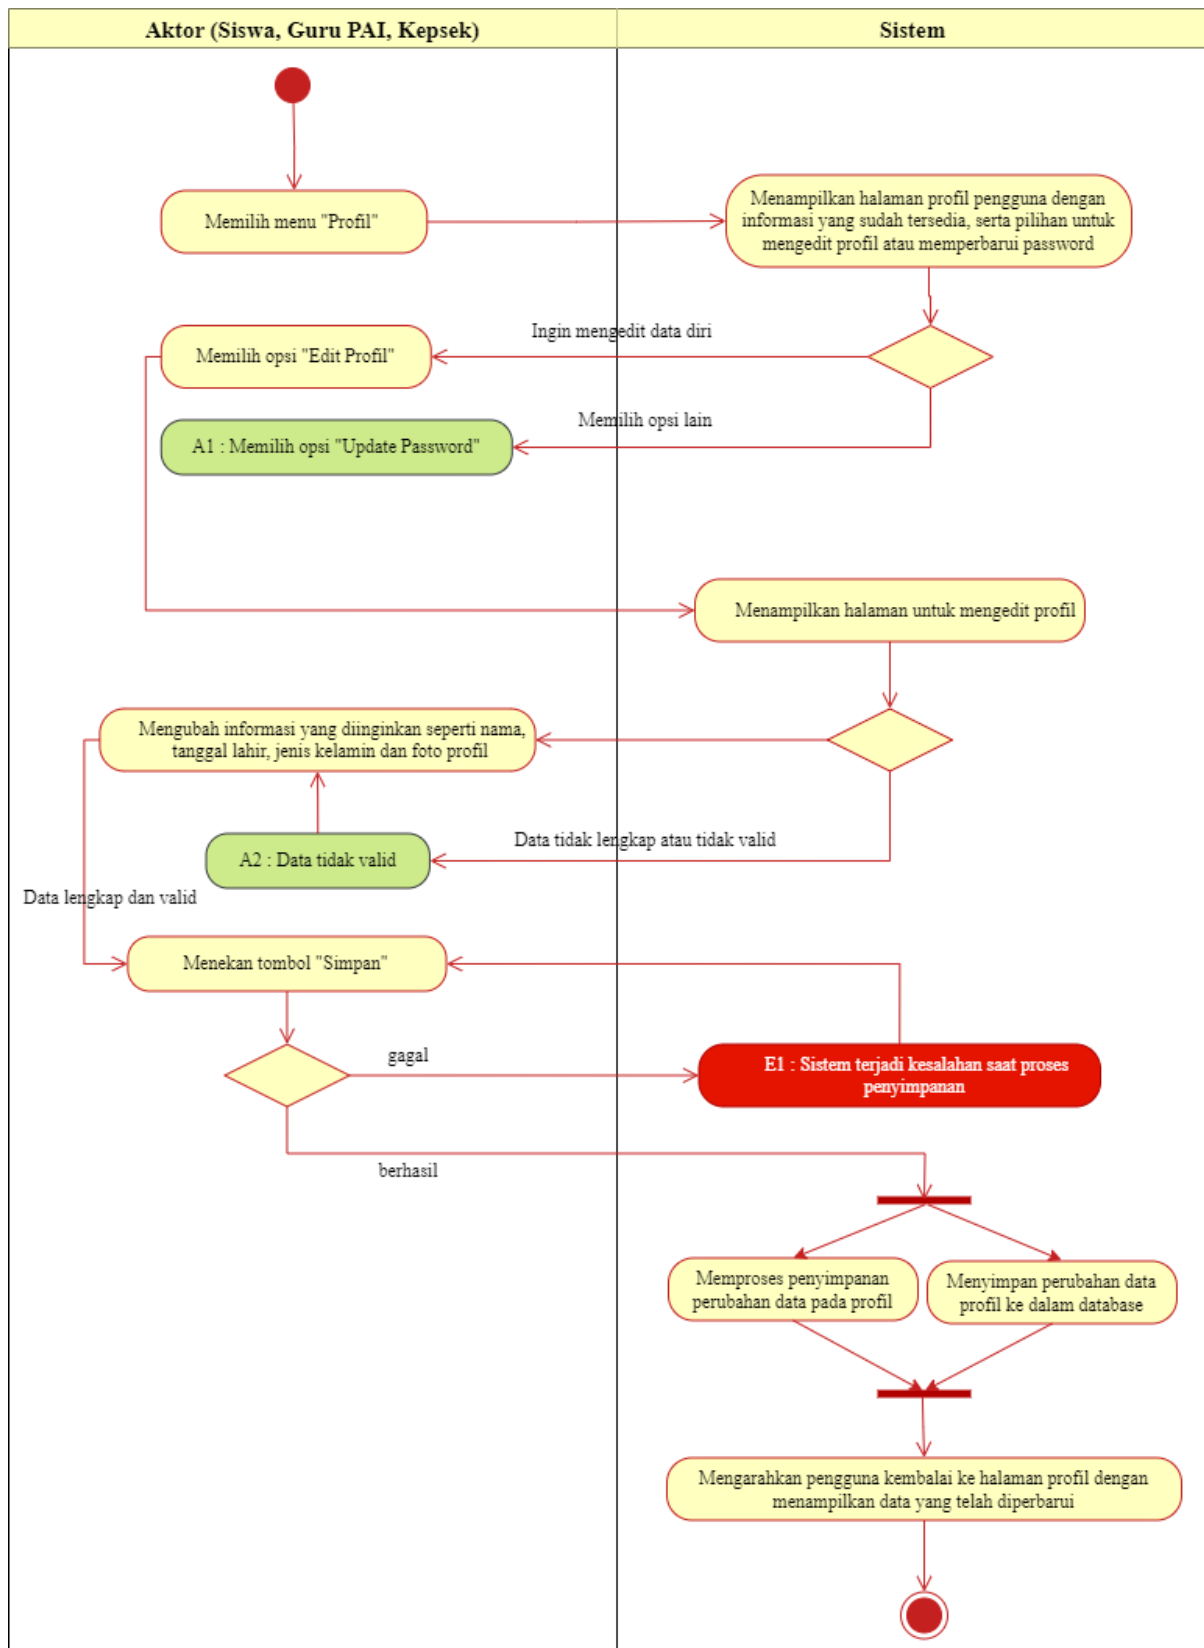 Aktor (Siswa, Guru PAI, Kepsek)
Sistem
Memilih menu "Profil"
Menampilkan halaman profil pengguna dengan
informasi yang sudah tersedia, serta pilihan untuk
mengedit profil atau memperbarui password
Ingin mengedit data diri
Memilih opsi "Edit Profil"
Memilih opsi lain
A1 : Memilih opsi "Update Password"
Menampilkan halaman untuk mengedit profil
Mengubah informasi yang diinginkan seperti nama,
tanggal lahir, jenis kelamin dan foto profil
Data tidak lengkap atau tidak valid
A2 : Data tidak valid
Data lengkap dan valid
Menekan tombol "Simpan"
gagal
E1 : Sistem terjadi kesalahan saat proses
penyimpanan
berhasil
Memproses penyimpanan
perubahan data pada profil
Menyimpan perubahan data
profil ke dalam database
Mengarahkan pengguna kembalai ke halaman profil dengan
menampilkan data yang telah diperbarui